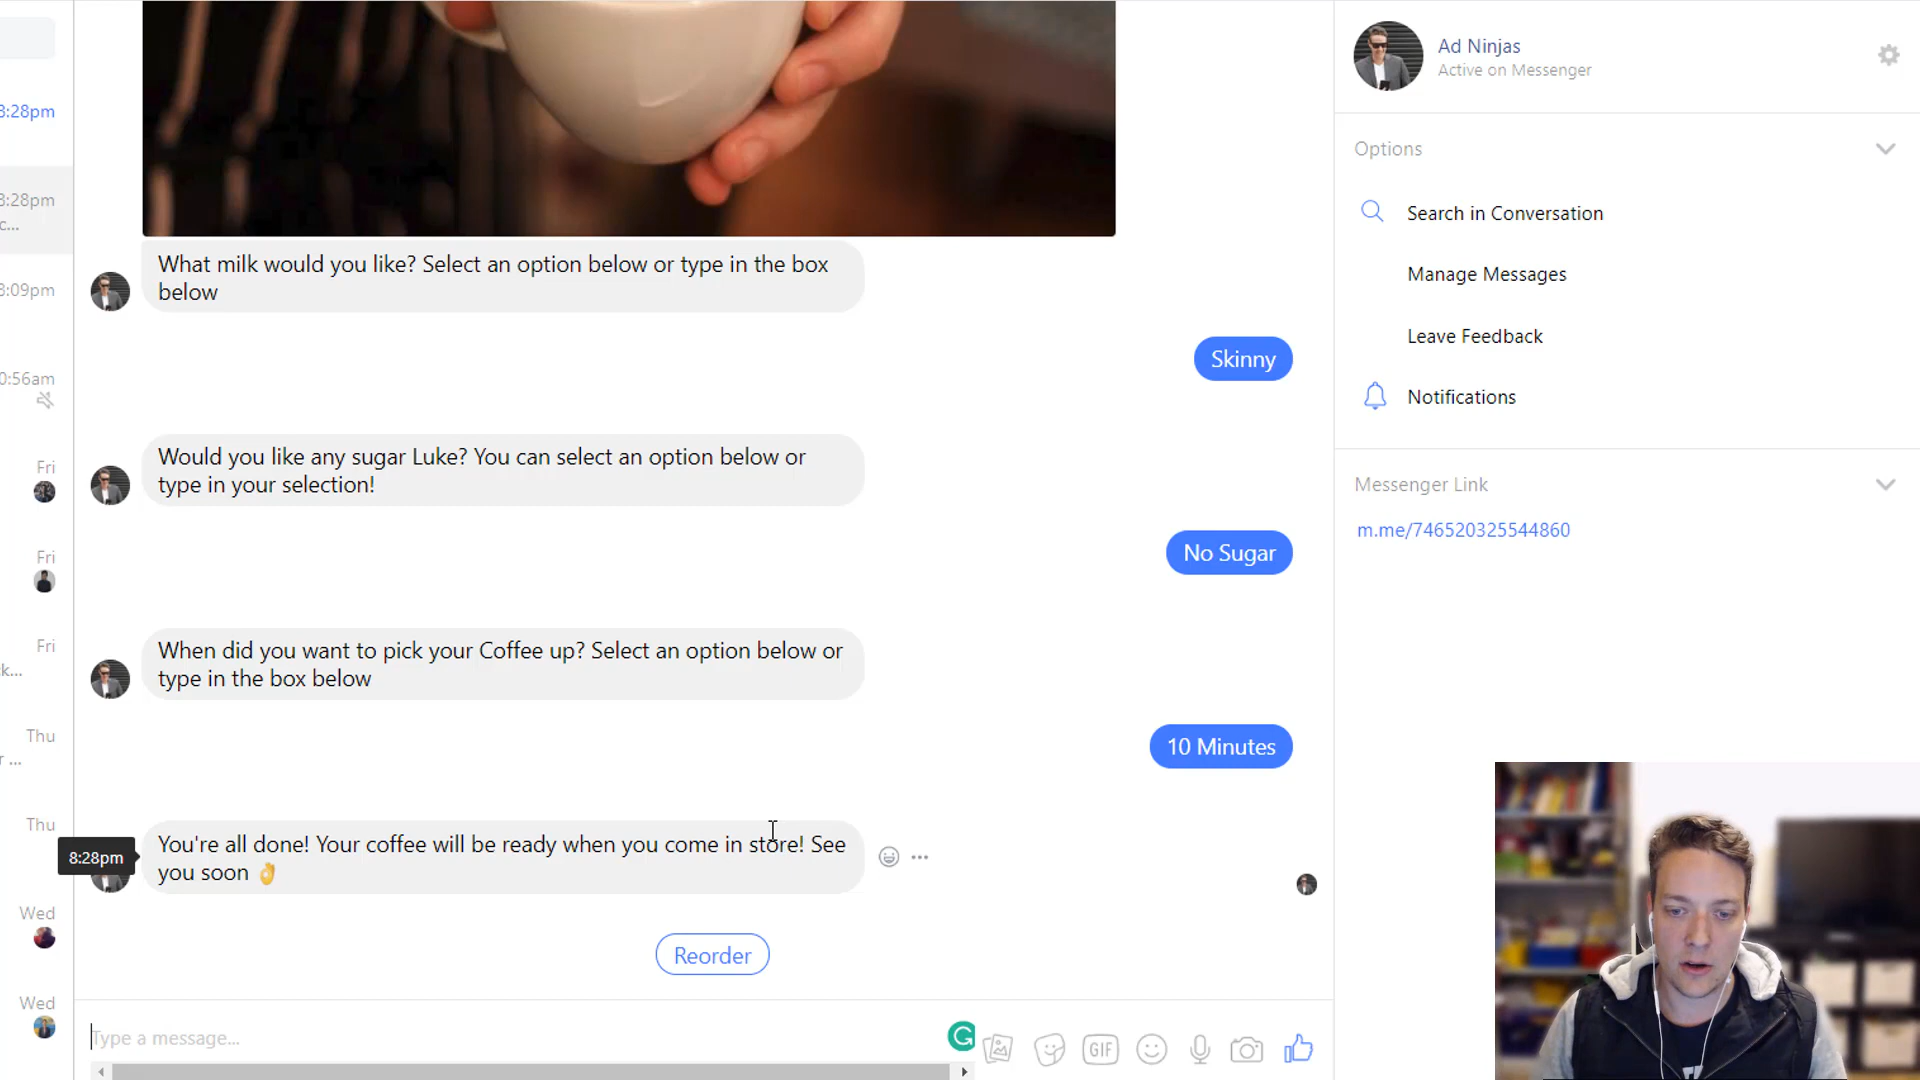 8:28pm
8:28pm
c...
8:09pm
0:56am
Fri
Fri
Fri
k...
Thu
r ...
Thu
Wed
Wed
What milk would you like? Select an option below or type in the box
below
Skinny
Would you like any sugar Luke? You can select an option below or
type in your selection!
No Sugar
When did you want to pick your Coffee up? Select an option below or
type in the box below
10 Minutes
8:28pm
You're all done! Your coffee will be ready when you come in store! See
you soon 👌
Reorder
Type a message...
GIF
Ad Ninjas
Active on Messenger
Options
Search in Conversation
Manage Messages
Leave Feedback
Notifications
Messenger Link
m.me/746520325544860